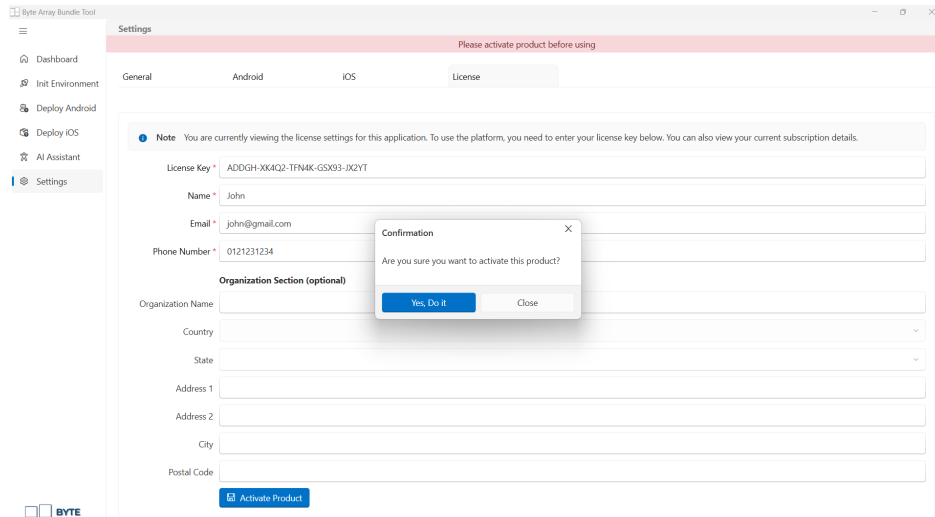 Byte Array Bundle Tool
Settings
Please activate product before using
Dashboard
Init Environment
Deploy Android
Deploy iOS
AI Assistant
Settings
General Android iOS License
Note You are currently viewing the license settings for this application. To use the platform, you need to enter your license key below. You can also view your current subscription details.
License Key * ADDGH-XK4Q2-TFN4K-GSX93-JX2YT
Name * John
Email * john@gmail.com
Phone Number * 0121231234
Organization Section (optional)
Organization Name
Country
State
Address 1
Address 2
City
Postal Code
Activate Product
Confirmation
Are you sure you want to activate this product?
Yes, Do it Close
BYTE